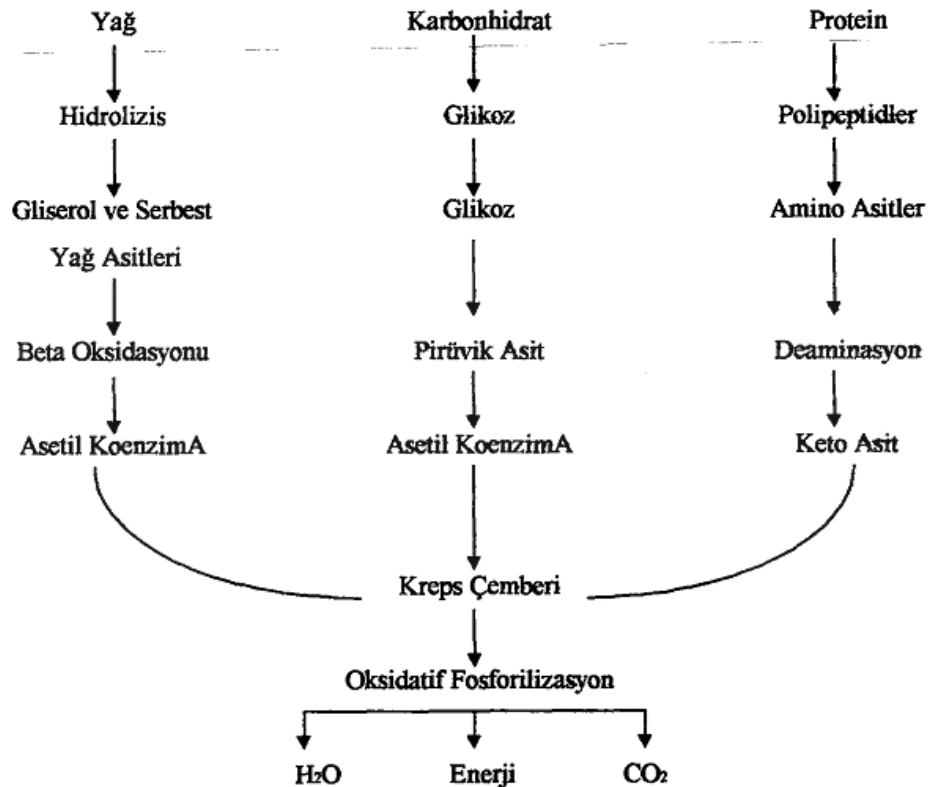 Yağ Karbonhidrat Protein
Hidrolizis Glikoz Polipeptidler
Gliserol ve Serbest Glikoz Amino Asitler
Yağ Asitleri
Beta Oksidasyonu Pirüvik Asit Deaminasyon
Asetil KoenzimA Asetil KoenzimA Keto Asit
Kreps Çemberi
Oksidatif Fosforilizasyon
H2O Enerji CO2